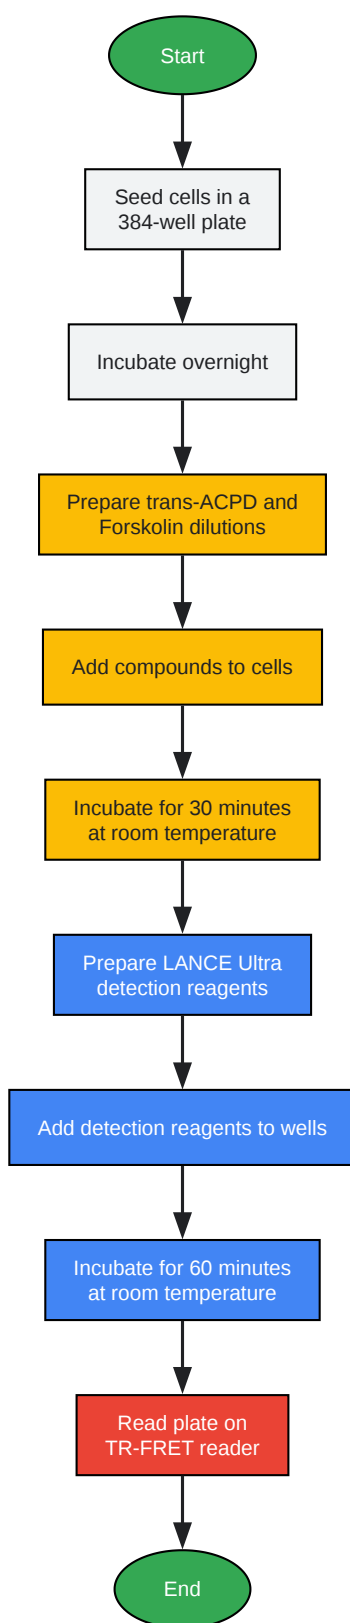 Start
Seed cells in a
384-well plate
Incubate overnight
Prepare trans-ACPD and
Forskolin dilutions
Add compounds to cells
Incubate for 30 minutes
at room temperature
Prepare LANCE Ultra
detection reagents
Add detection reagents to wells
Incubate for 60 minutes
at room temperature
Read plate on
TR-FRET reader
End